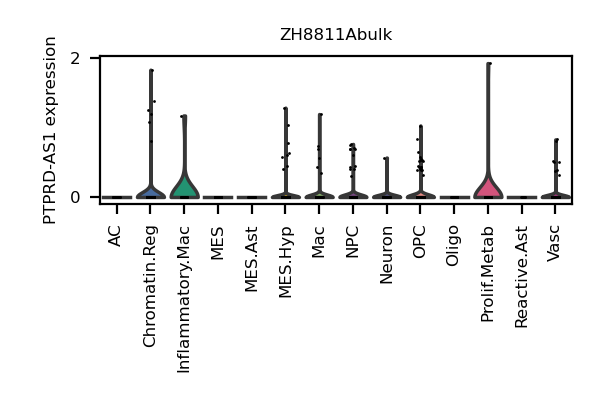 ZH8811Abulk
PTPRD-AS1 expression
2
0
AC
Chromatin.Reg
Inflammatory.Mac
MES
MES.Ast
MES.Hyp
Mac
NPC
Neuron
OPC
Oligo
Prolif.Metab
Reactive.Ast
Vasc